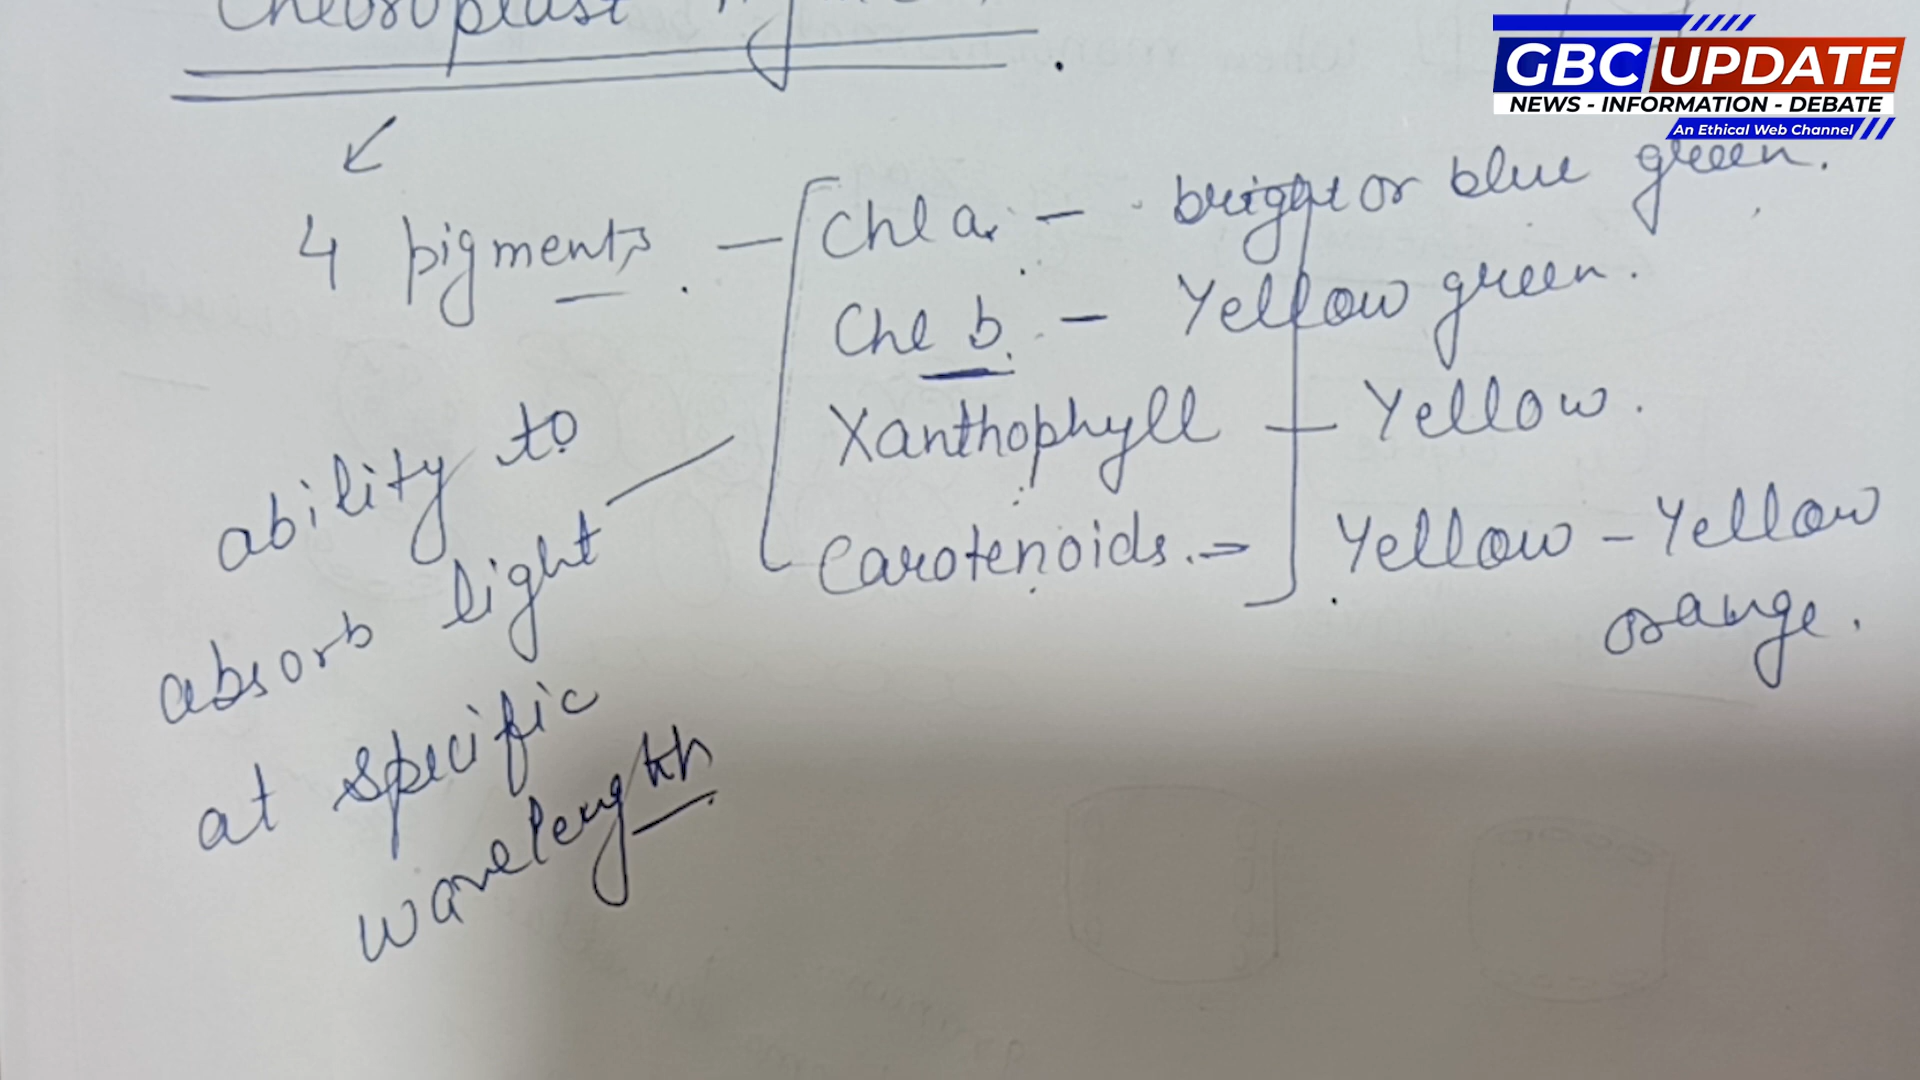 Chloroplast
GBC UPDATE
NEWS - INFORMATION - DEBATE
An Ethical Web Channel
4 pigments - Chl a - bright or blue green.
Chl b - Yellow green.
Xanthophyll - Yellow.
Carotenoids - Yellow - Yellow
orange.
ability to
absorb light
at specific
wavelength